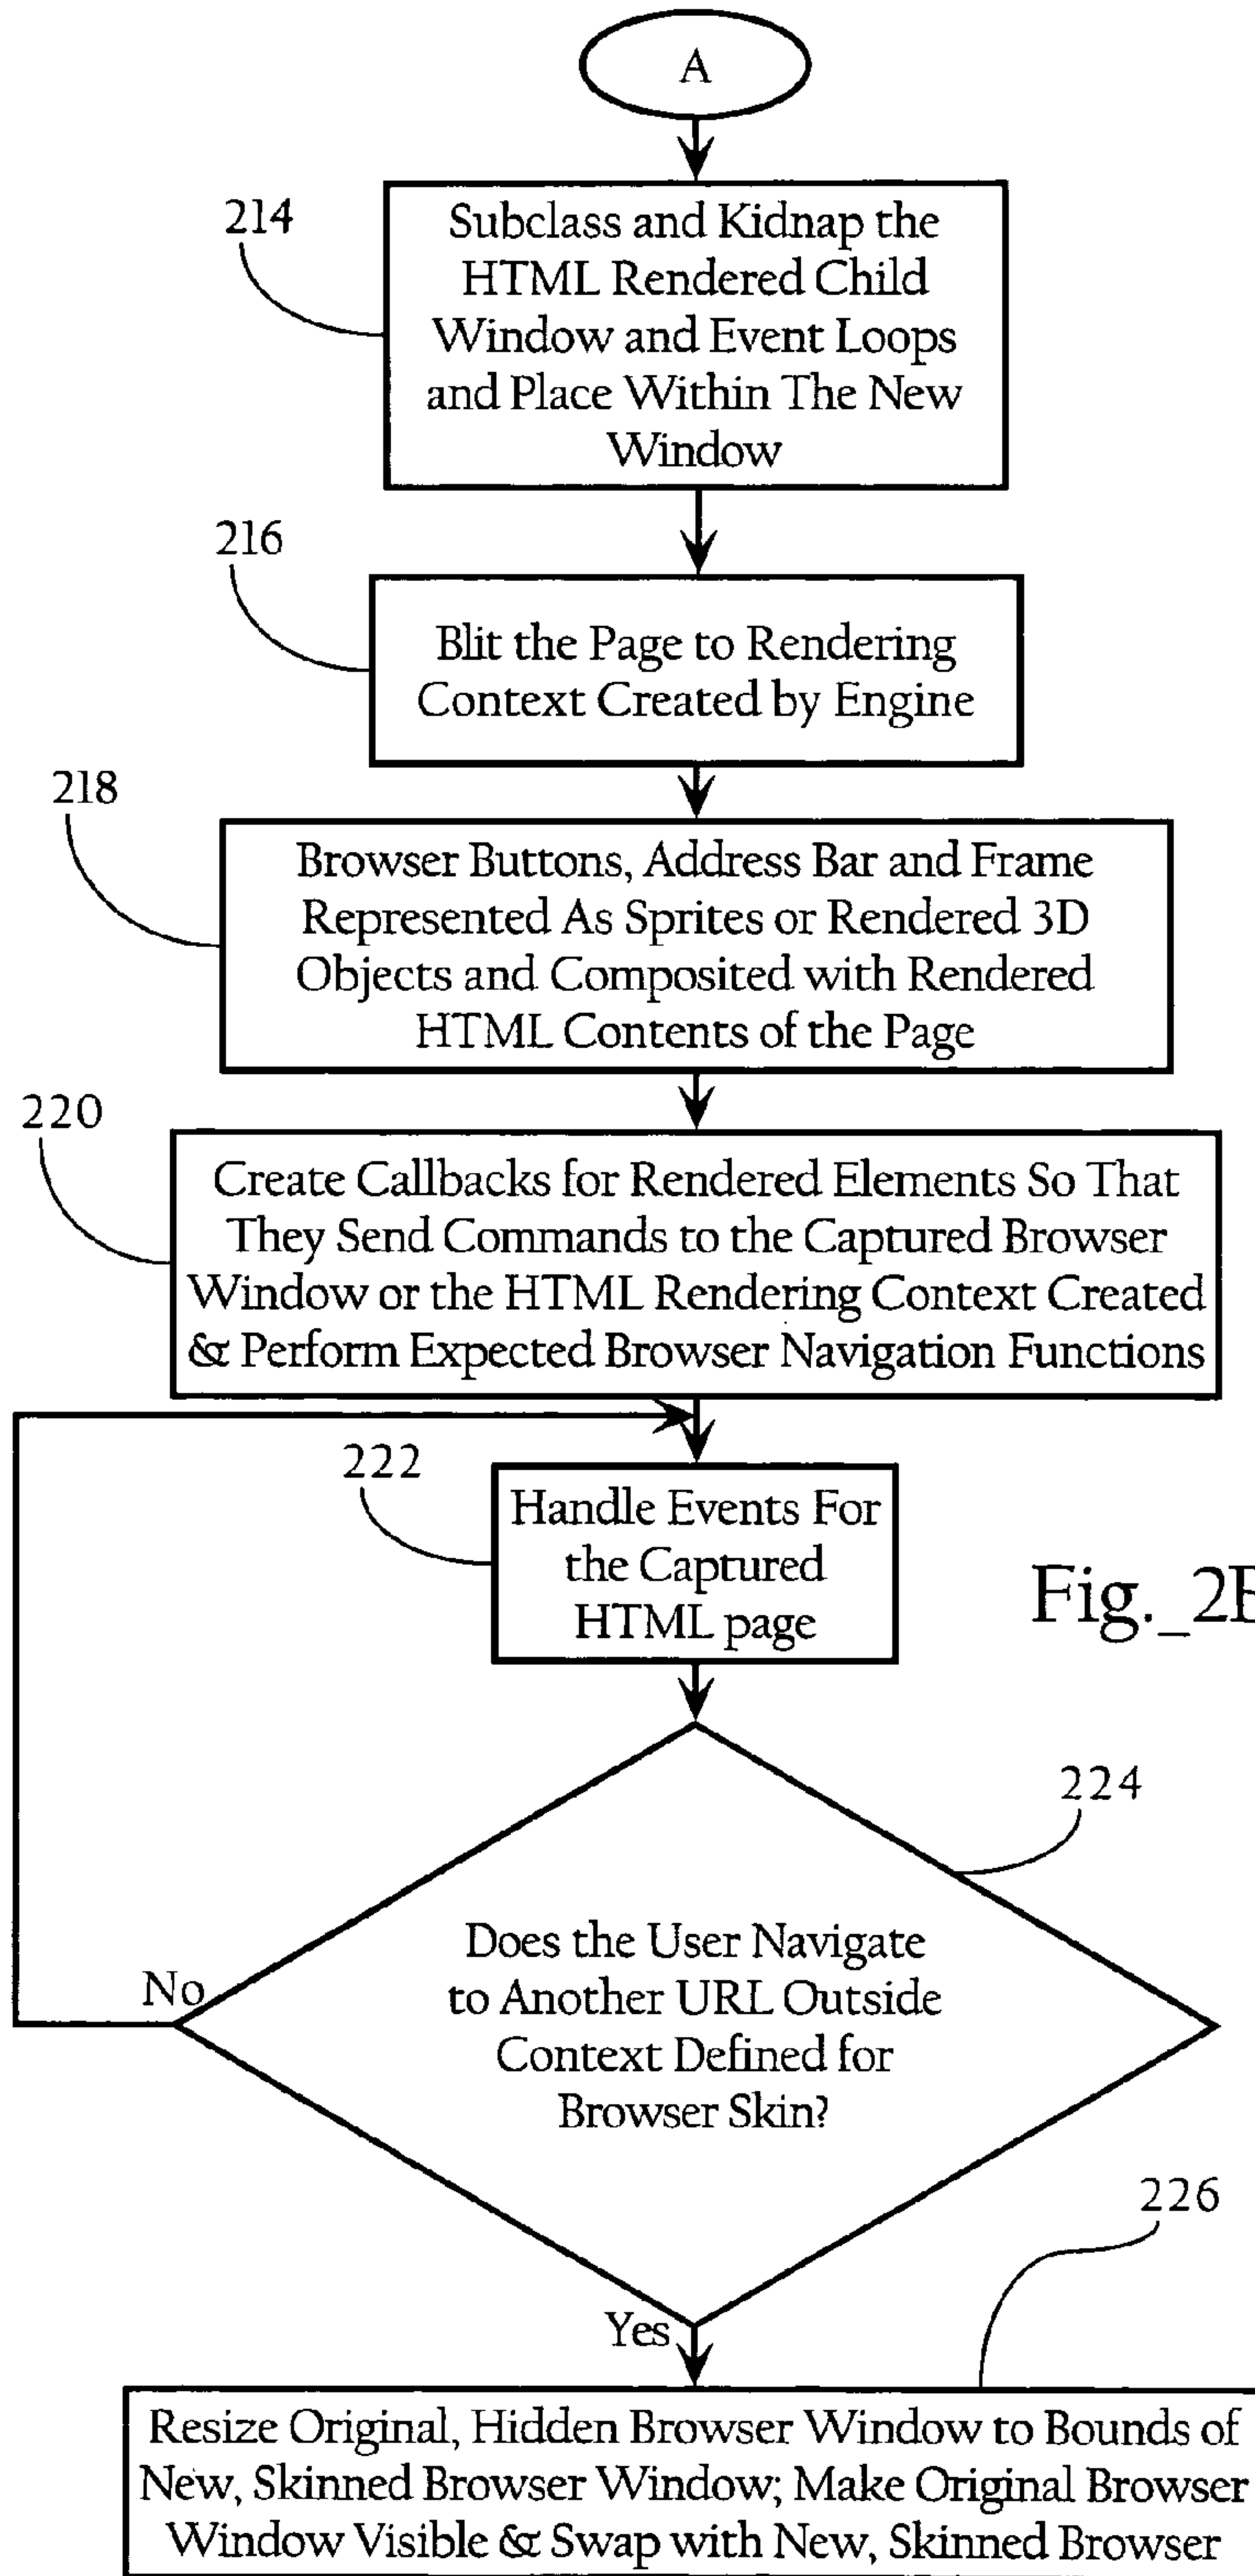 A
214
Subclass and Kidnap the
HTML Rendered Child
Window and Event Loops
and Place Within The New
Window
216
Blit the Page to Rendering
Context Created by Engine
218
Browser Buttons, Address Bar and Frame
Represented As Sprites or Rendered 3D
Objects and Composited with Rendered
HTML Contents of the Page
220
Create Callbacks for Rendered Elements So That
They Send Commands to the Captured Browser
Window or the HTML Rendering Context Created
& Perform Expected Browser Navigation Functions
222
Handle Events For
the Captured
HTML page
Fig._2B
224
Does the User Navigate
to Another URL Outside
Context Defined for
Browser Skin?
No
226
Yes
Resize Original, Hidden Browser Window to Bounds of
New, Skinned Browser Window; Make Original Browser
Window Visible & Swap with New, Skinned Browser